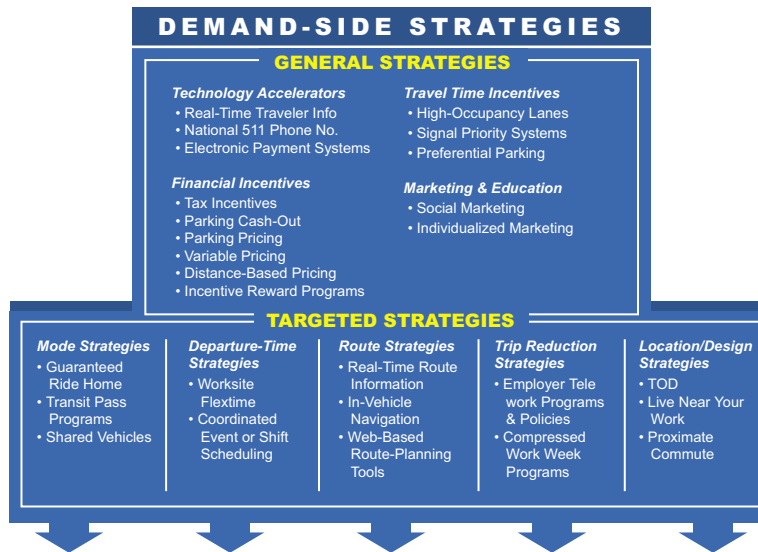 DEMAND-SIDE STRATEGIES
GENERAL STRATEGIES
Technology Accelerators
• Real-Time Traveler Info
• National 511 Phone No.
• Electronic Payment Systems
Financial Incentives
• Tax Incentives
• Parking Cash-Out
• Parking Pricing
• Variable Pricing
• Distance-Based Pricing
• Incentive Reward Programs
Travel Time Incentives
• High-Occupancy Lanes
• Signal Priority Systems
• Preferential Parking
Marketing & Education
• Social Marketing
• Individualized Marketing
TARGETED STRATEGIES
Mode Strategies
• Guaranteed
Ride Home
• Transit Pass
Programs
• Shared Vehicles
Departure-Time
Strategies
• Worksite
Flextime
• Coordinated
Event or Shift
Scheduling
Route Strategies
• Real-Time Route
Information
• In-Vehicle
Navigation
• Web-Based
Route-Planning
Tools
Trip Reduction
Strategies
• Employer Tele
work Programs
& Policies
• Compressed
Work Week
Programs
Location/Design
Strategies
• TOD
• Live Near Your
Work
• Proximate
Commute